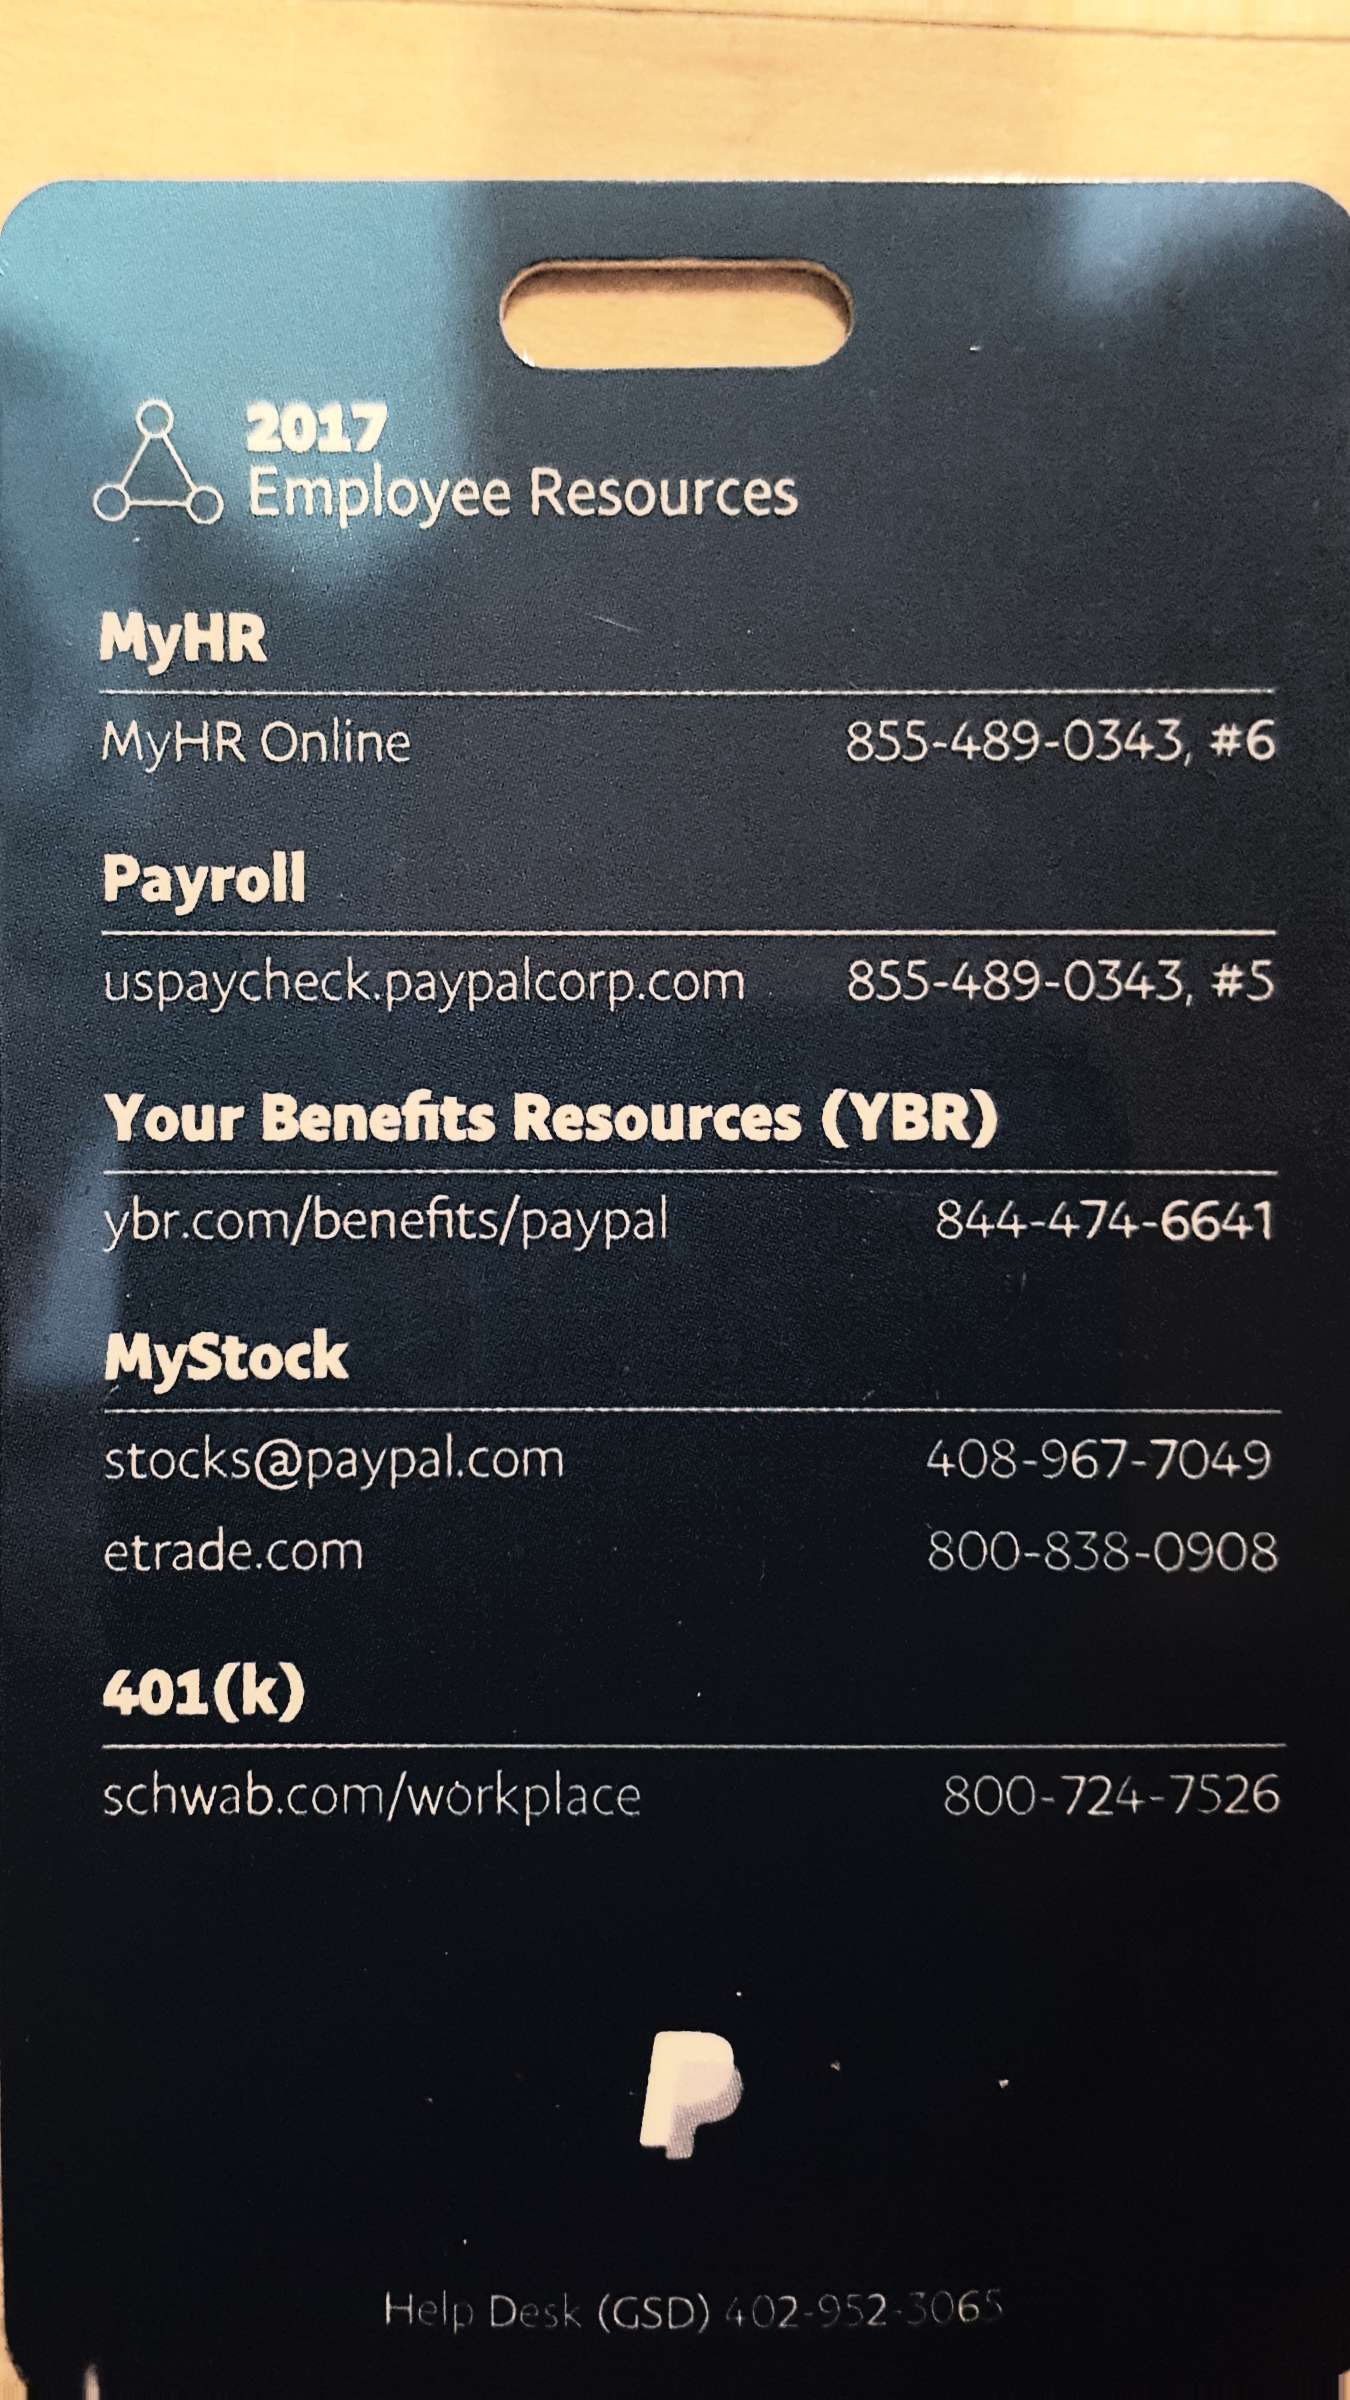 2017
Employee Resources
MyHR
MyHR Online 855-489-0343, #6
Payroll
uspaycheck.paypalcorp.com 855-489-0343, #5
Your Benefits Resources (YBR)
ybr.com/benefits/paypal 844-474-6641
MyStock
stocks@paypal.com 408-967-7049
etrade.com 800-838-0908
401(k)
schwab.com/workplace 800-724-7526
P
Help Desk (GSD) 402-952-3065